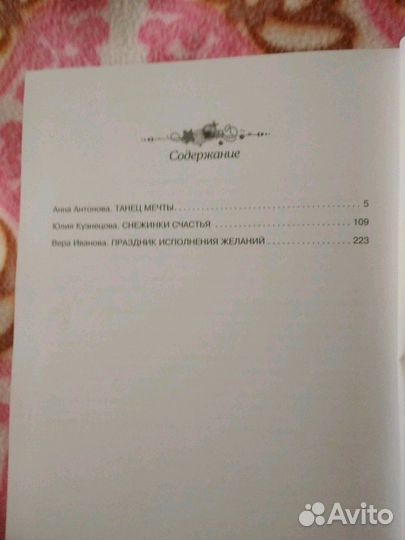 Содержание
Анна Антонова. ТАНЕЦ МЕЧТЫ 5
Юлия Кузнецова. СНЕЖИНКИ СЧАСТЬЯ 109
Вера Иванова. ПРАЗДНИК ИСПОЛНЕНИЯ ЖЕЛАНИЙ 223
Avito